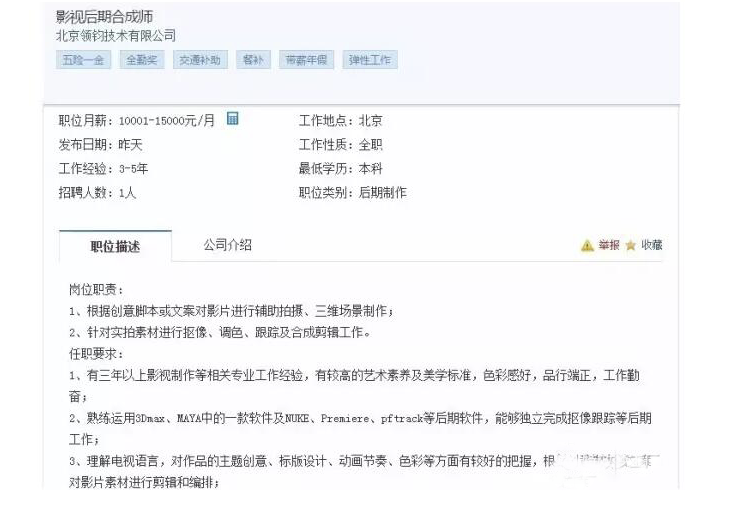 影视后期合成师
北京领钧技术有限公司
五险一金 全勤奖 交通补助 餐补 带薪年假 弹性工作
职位月薪：10001-15000元/月 工作地点：北京
发布日期：昨天 工作性质：全职
工作经验：3-5年 最低学历：本科
招聘人数：1人 职位类别：后期制作
职位描述 公司介绍 举报 收藏
岗位职责：
1、根据创意脚本或文案对影片进行辅助拍摄、三维场景制作；
2、针对实拍素材进行抠像、调色、跟踪及合成剪辑工作。
任职要求：
1、有三年以上影视制作等相关专业工作经验，有较高的艺术素养及美学标准，色彩感好，品行端正，工作勤
奋；
2、熟练运用3Dmax、MAYA中的一款软件及NUKE、Premiere、pftrack等后期软件，能够独立完成抠像跟踪等后期
工作；
3、理解电视语言，对作品的主题创意、标版设计、动画节奏、色彩等方面有较好的把握，根
对影片素材进行剪辑和编排；